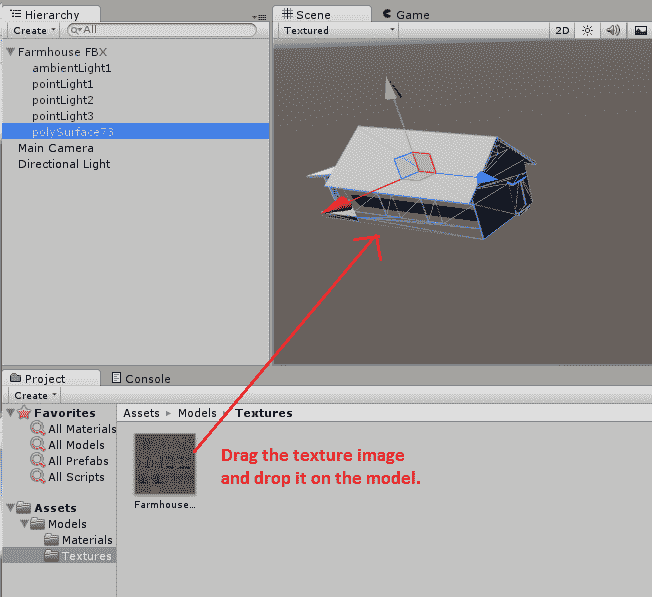 Hierarchy
Create
All
Farmhouse FBX
ambientLight1
pointLight1
pointLight2
pointLight3
polySurface76
Main Camera
Directional Light
Scene
Game
Textured
2D
Project
Console
Create
Favorites
All Materials
All Models
All Prefabs
All Scripts
Assets
Models
Materials
Textures
Assets Models Textures
Farmhouse...
Drag the texture image
and drop it on the model.